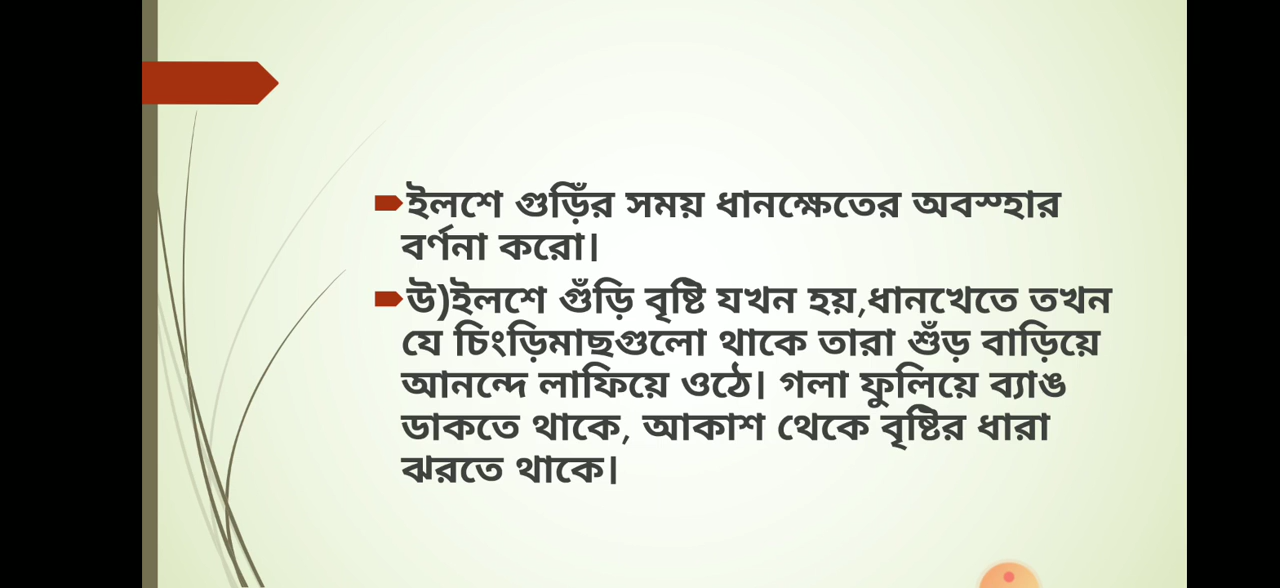 ইলশে গুড়িঁর সময় ধানক্ষেতের অবস্হার
বর্ণনা করো।
উ)ইলশে গুঁড়ি বৃষ্টি যখন হয়,ধানখেতে তখন
যে চিংড়িমাছগুলো থাকে তারা শুঁড় বাড়িয়ে
আনন্দে লাফিয়ে ওঠে। গলা ফুলিয়ে ব্যাঙ
ডাকতে থাকে, আকাশ থেকে বৃষ্টির ধারা
ঝরতে থাকে।